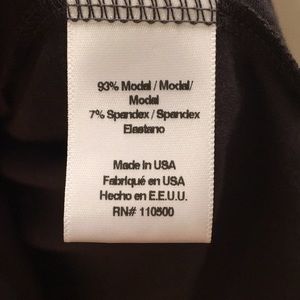 93% Modal / Modal/
Modal
7% Spandex / Spandex
Elastano
Made in USA
Fabriqué en USA
Hecho en E.E.U.U.
RN# 110500